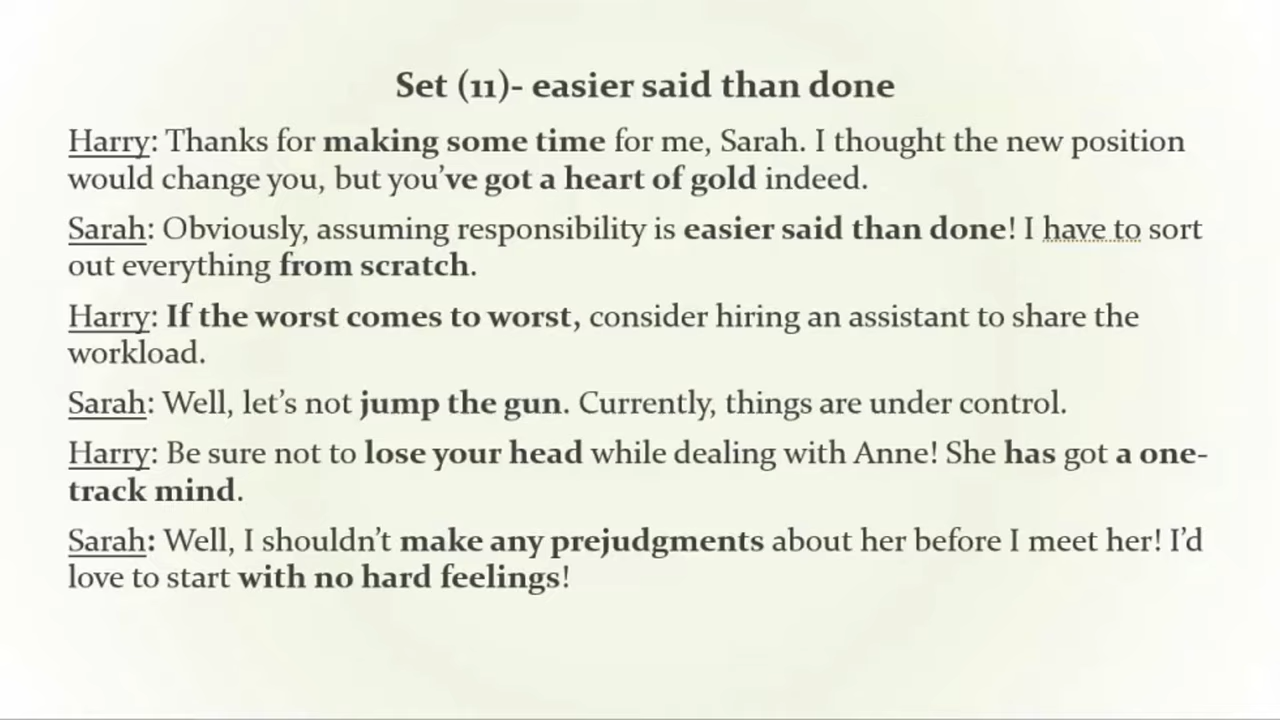 Set (11)- easier said than done
Harry: Thanks for making some time for me, Sarah. I thought the new position
would change you, but you've got a heart of gold indeed.
Sarah: Obviously, assuming responsibility is easier said than done! I have to sort
out everything from scratch.
Harry: If the worst comes to worst, consider hiring an assistant to share the
workload.
Sarah: Well, let's not jump the gun. Currently, things are under control.
Harry: Be sure not to lose your head while dealing with Anne! She has got a one-
track mind.
Sarah: Well, I shouldn't make any prejudgments about her before I meet her! I'd
love to start with no hard feelings!